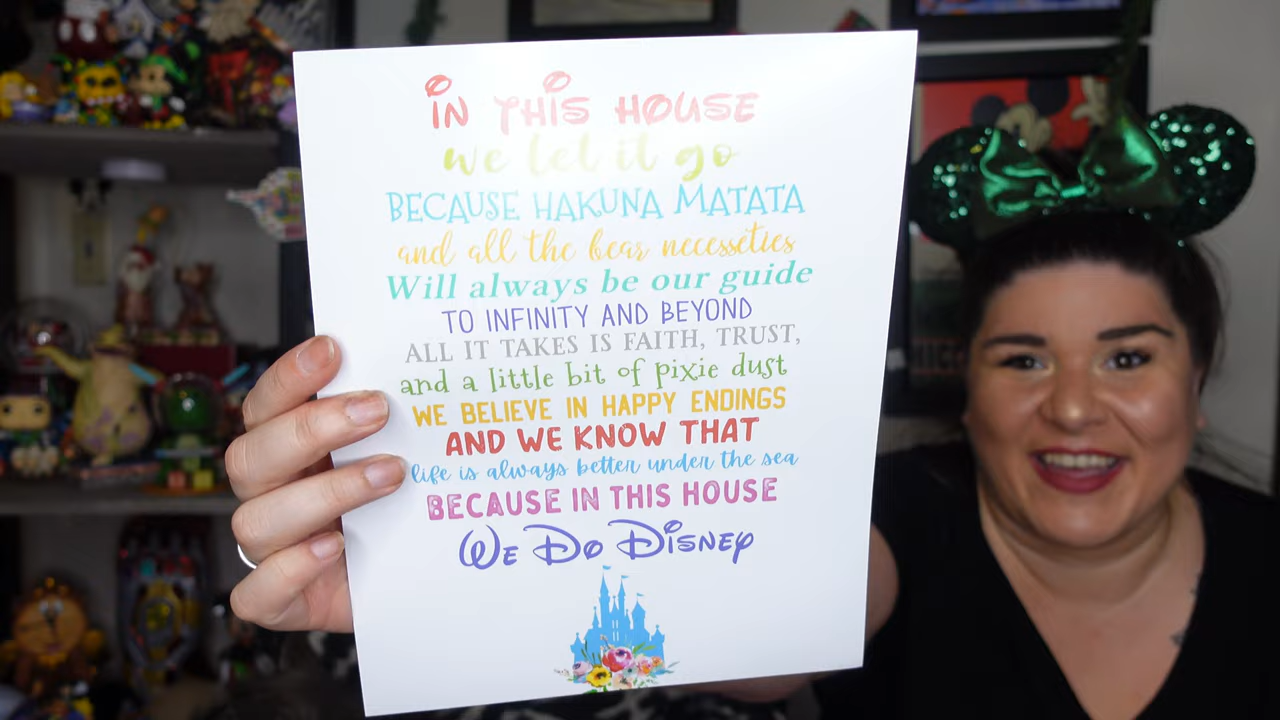 IN THIS HOUSE
we let it go
BECAUSE HAKUNA MATATA
and all the bear necesseties
Will always be our guide
TO INFINITY AND BEYOND
ALL IT TAKES IS FAITH, TRUST,
and a little bit of pixie dust
WE BELIEVE IN HAPPY ENDINGS
AND WE KNOW THAT
life is always better under the sea
BECAUSE IN THIS HOUSE
We Do Disney